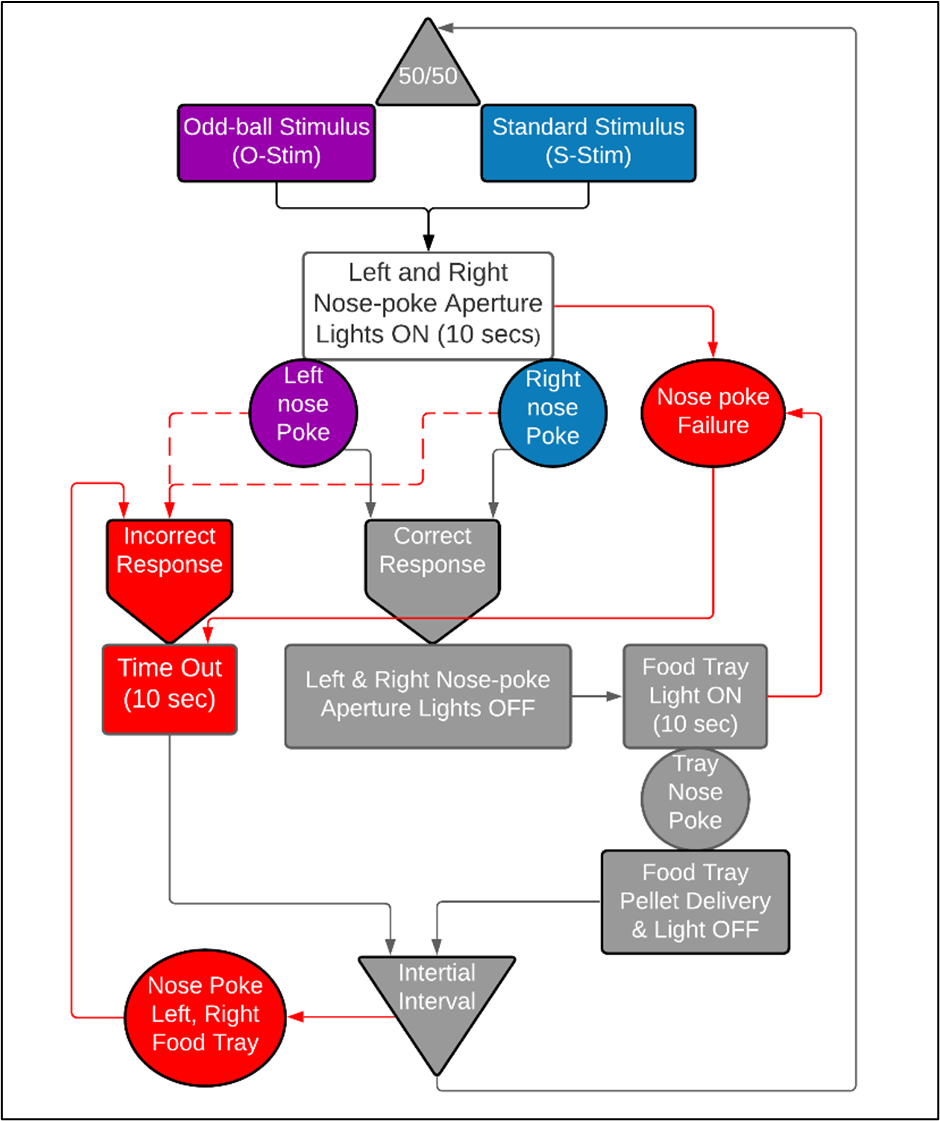 50/50
Odd-ball Stimulus
(O-Stim)
Standard Stimulus
(S-Stim)
Left and Right
Nose-poke Aperture
Lights ON (10 secs)
Left
nose
Poke
Right
nose
Poke
Nose poke
Failure
Incorrect
Response
Correct
Response
Time Out
(10 sec)
Left & Right Nose-poke
Aperture Lights OFF
Food Tray
Light ON
(10 sec)
Tray
Nose
Poke
Food Tray
Pellet Delivery
& Light OFF
Intertial
Interval
Nose Poke
Left, Right
Food Tray